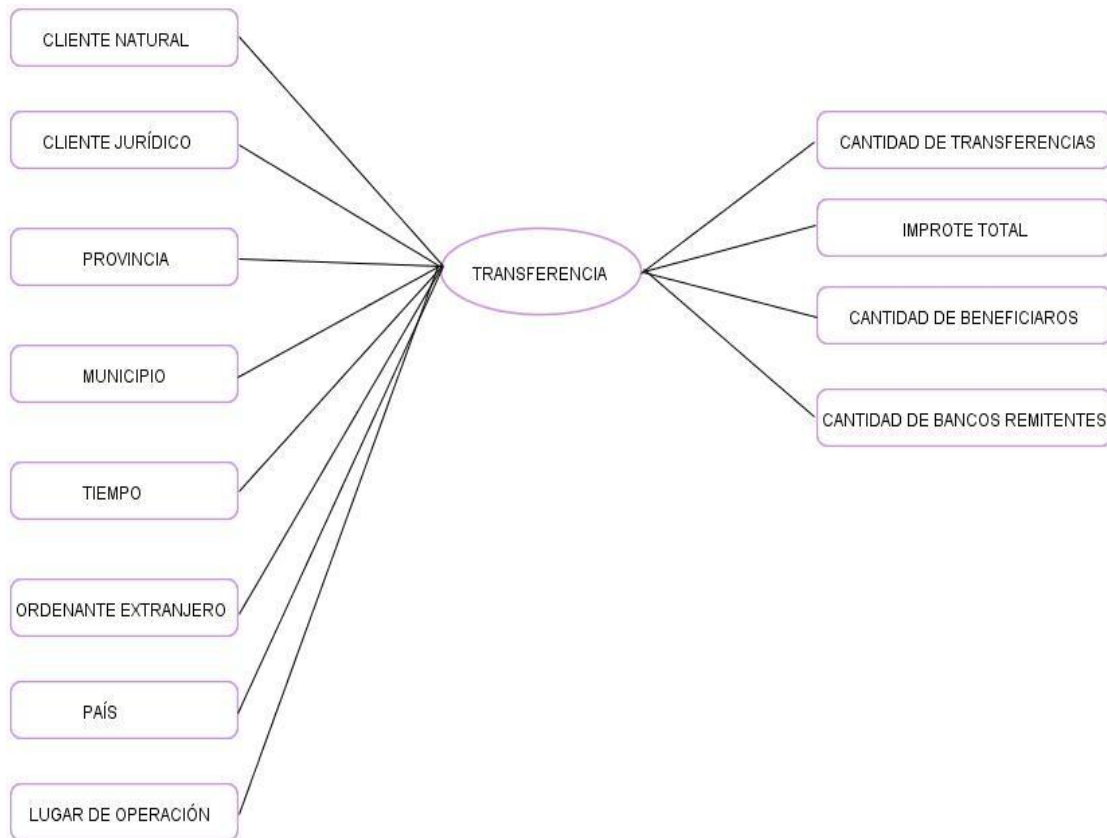 CLIENTE NATURAL
CLIENTE JURÍDICO
PROVINCIA
MUNICIPIO
TIEMPO
ORDENANTE EXTRANJERO
PAÍS
LUGAR DE OPERACIÓN
TRANSFERENCIA
CANTIDAD DE TRANSFERENCIAS
IMPROTE TOTAL
CANTIDAD DE BENEFICIAROS
CANTIDAD DE BANCOS REMITENTES